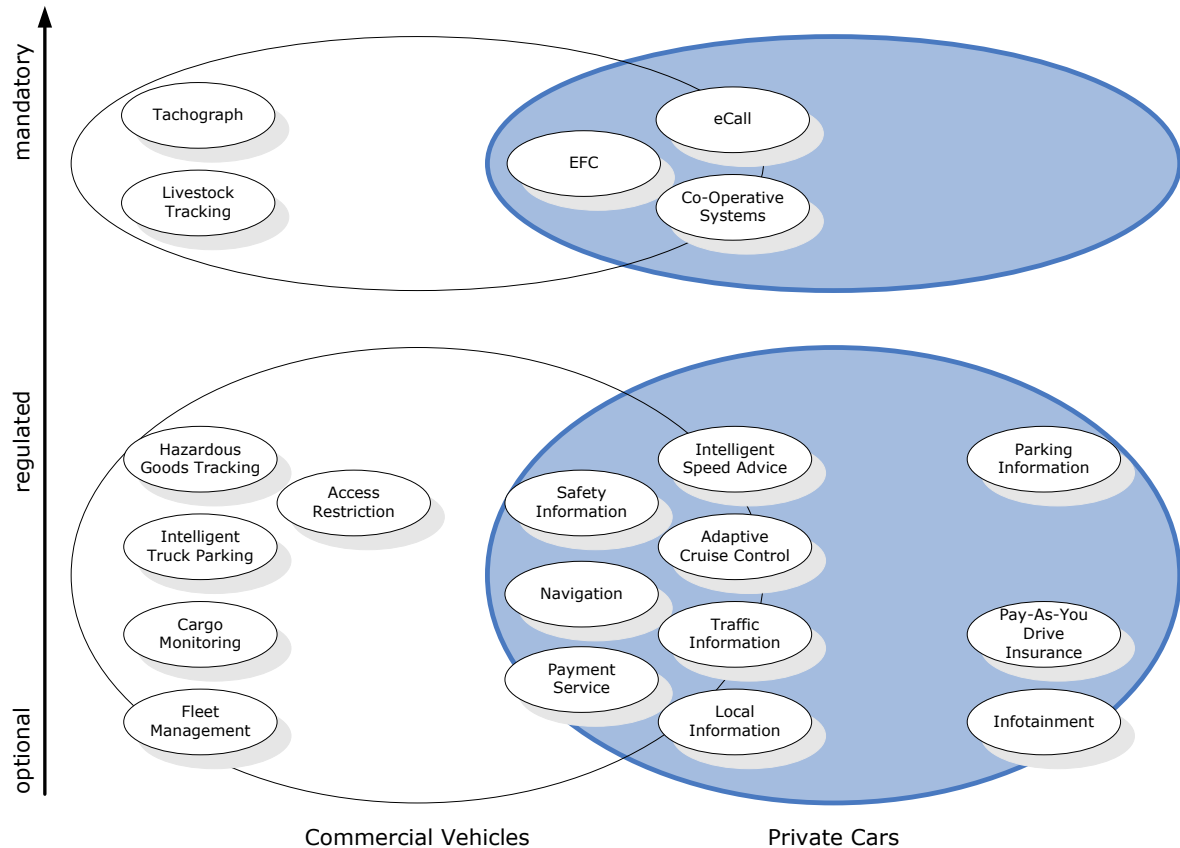 mandatory
Tachograph
eCall
EFC
Livestock
Tracking
Co-Operative
Systems
regulated
Hazardous
Goods Tracking
Intelligent
Speed Advice
Parking
Information
Access
Restriction
Safety
Information
Intelligent
Truck Parking
Adaptive
Cruise Control
Navigation
Cargo
Monitoring
Traffic
Information
Pay-As-You
Drive
Insurance
Payment
Service
optional
Fleet
Management
Local
Information
Infotainment
Commercial Vehicles
Private Cars